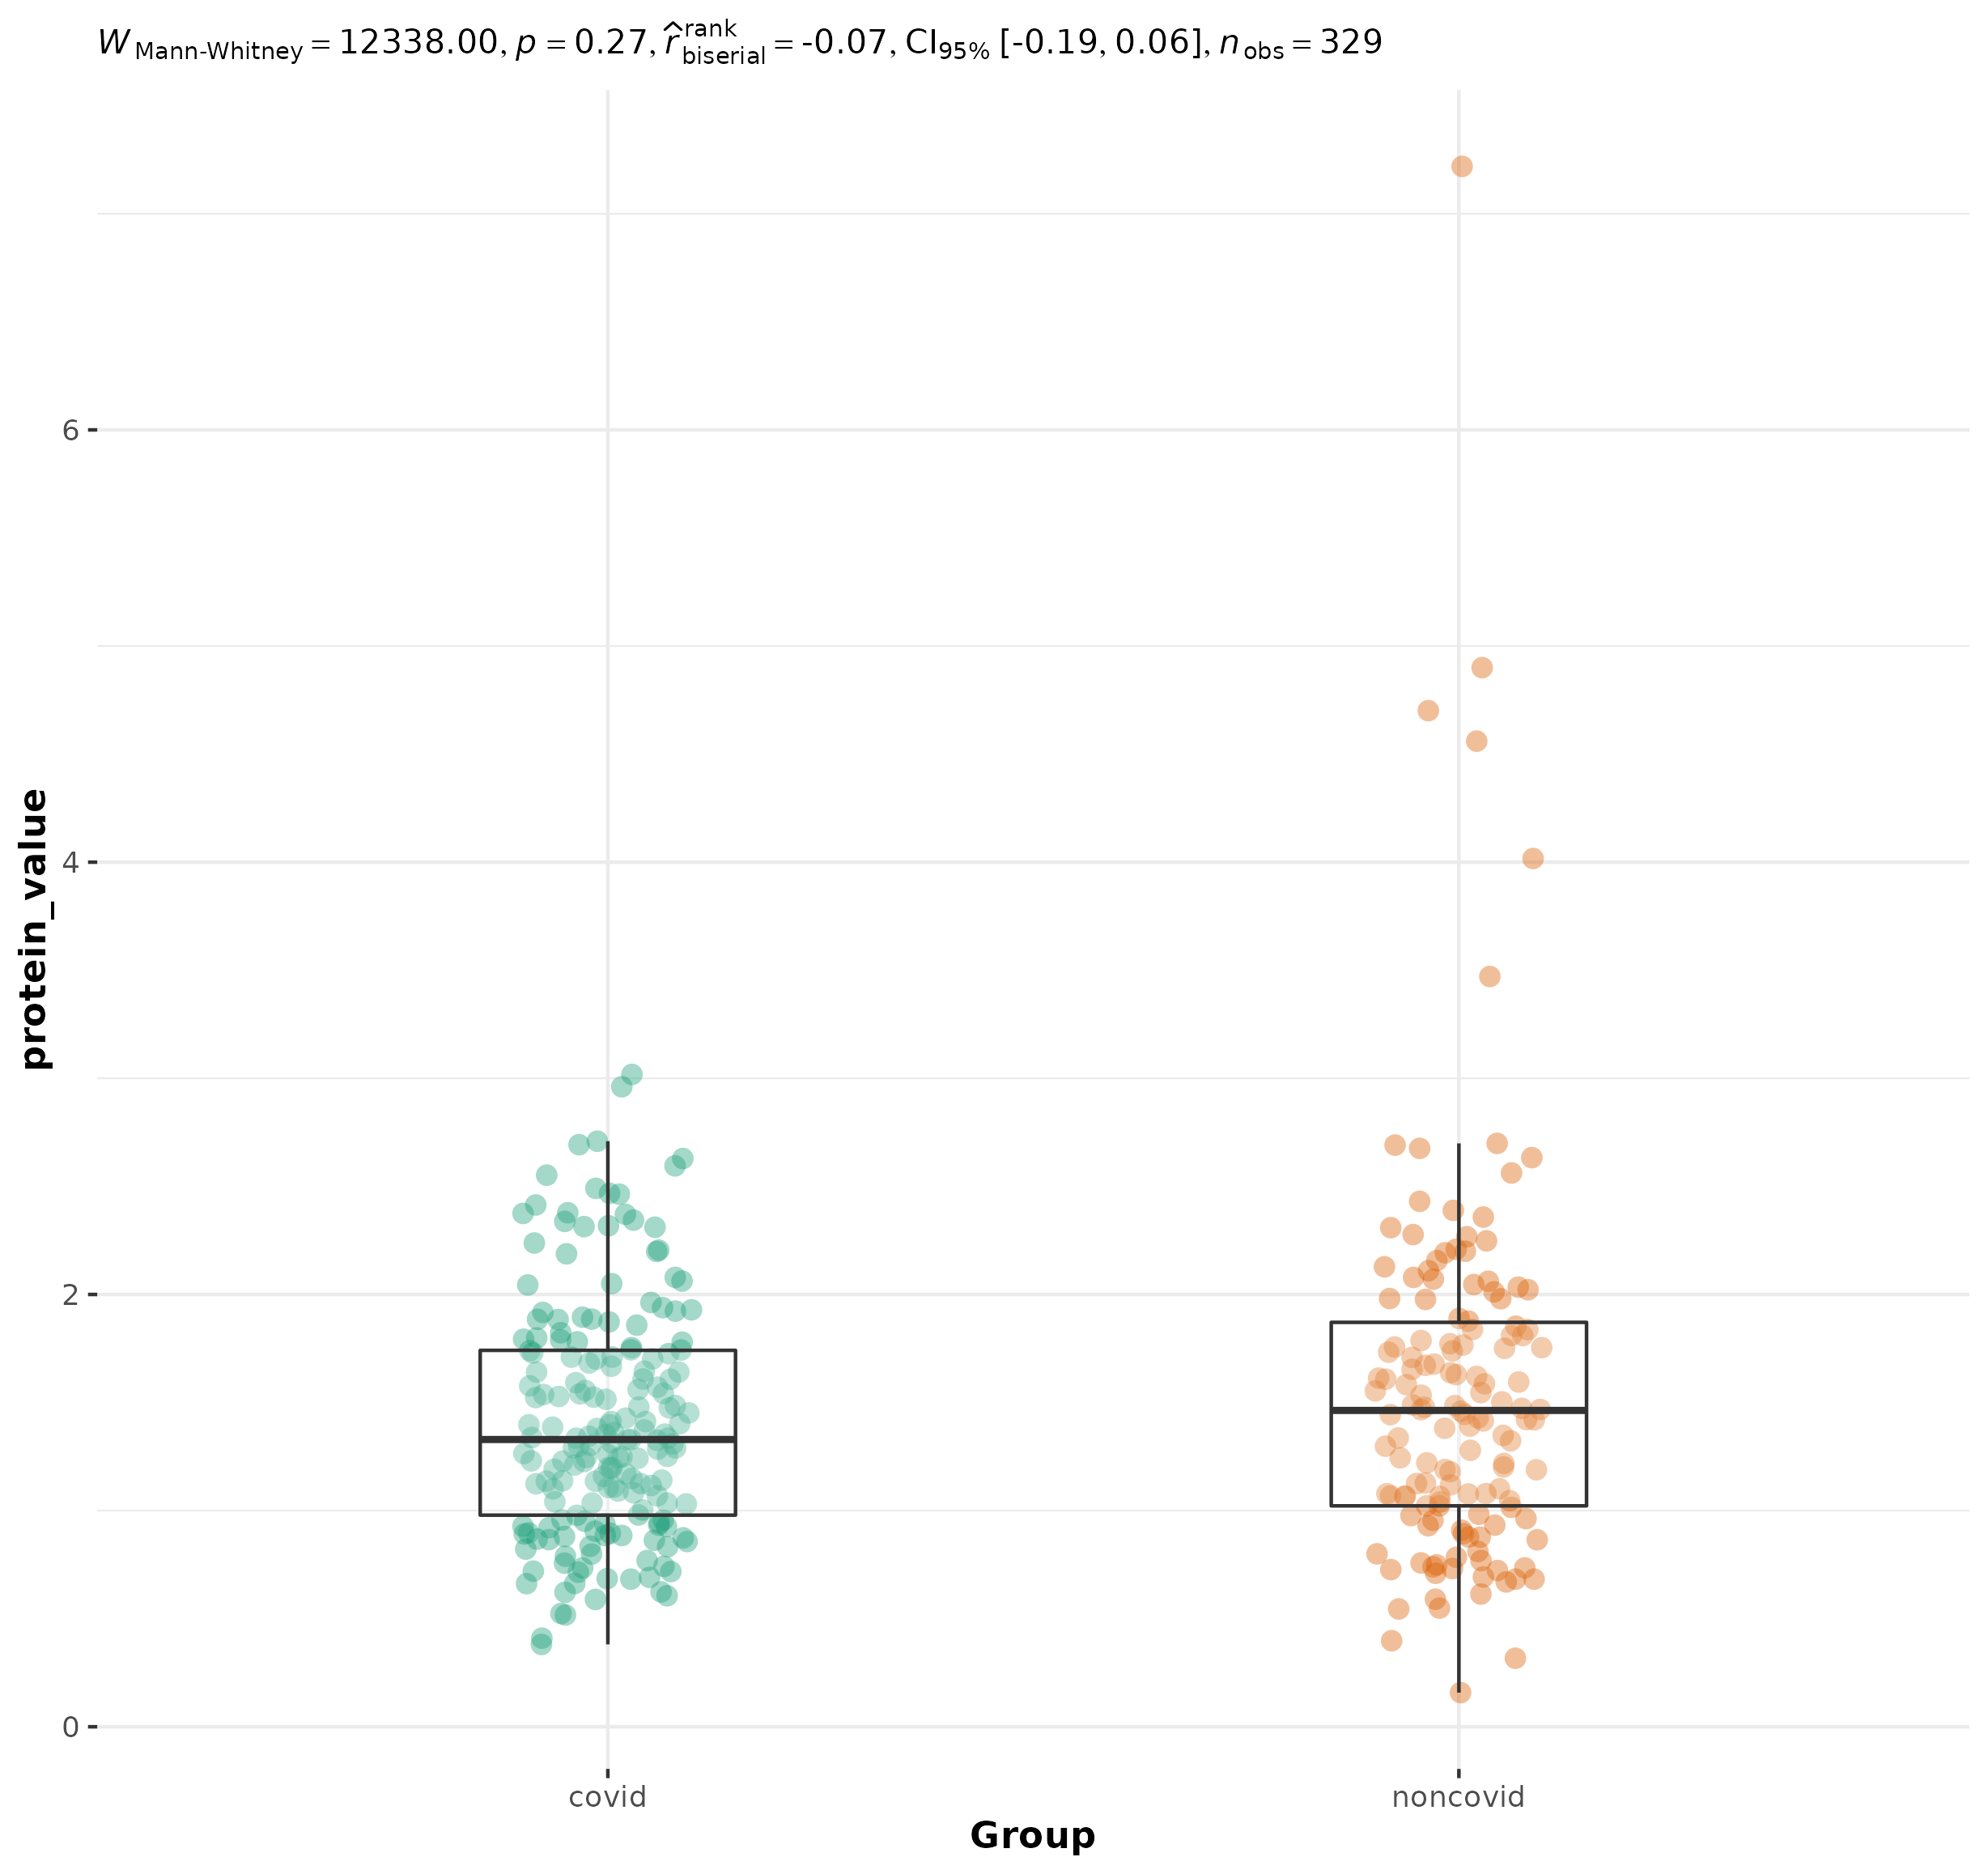 W Mann-Whitney = 12338.00, p = 0.27, r̂ rank biserial = -0.07, CI95% [-0.19, 0.06], n obs = 329
protein_value
6
4
2
0
covid noncovid
Group